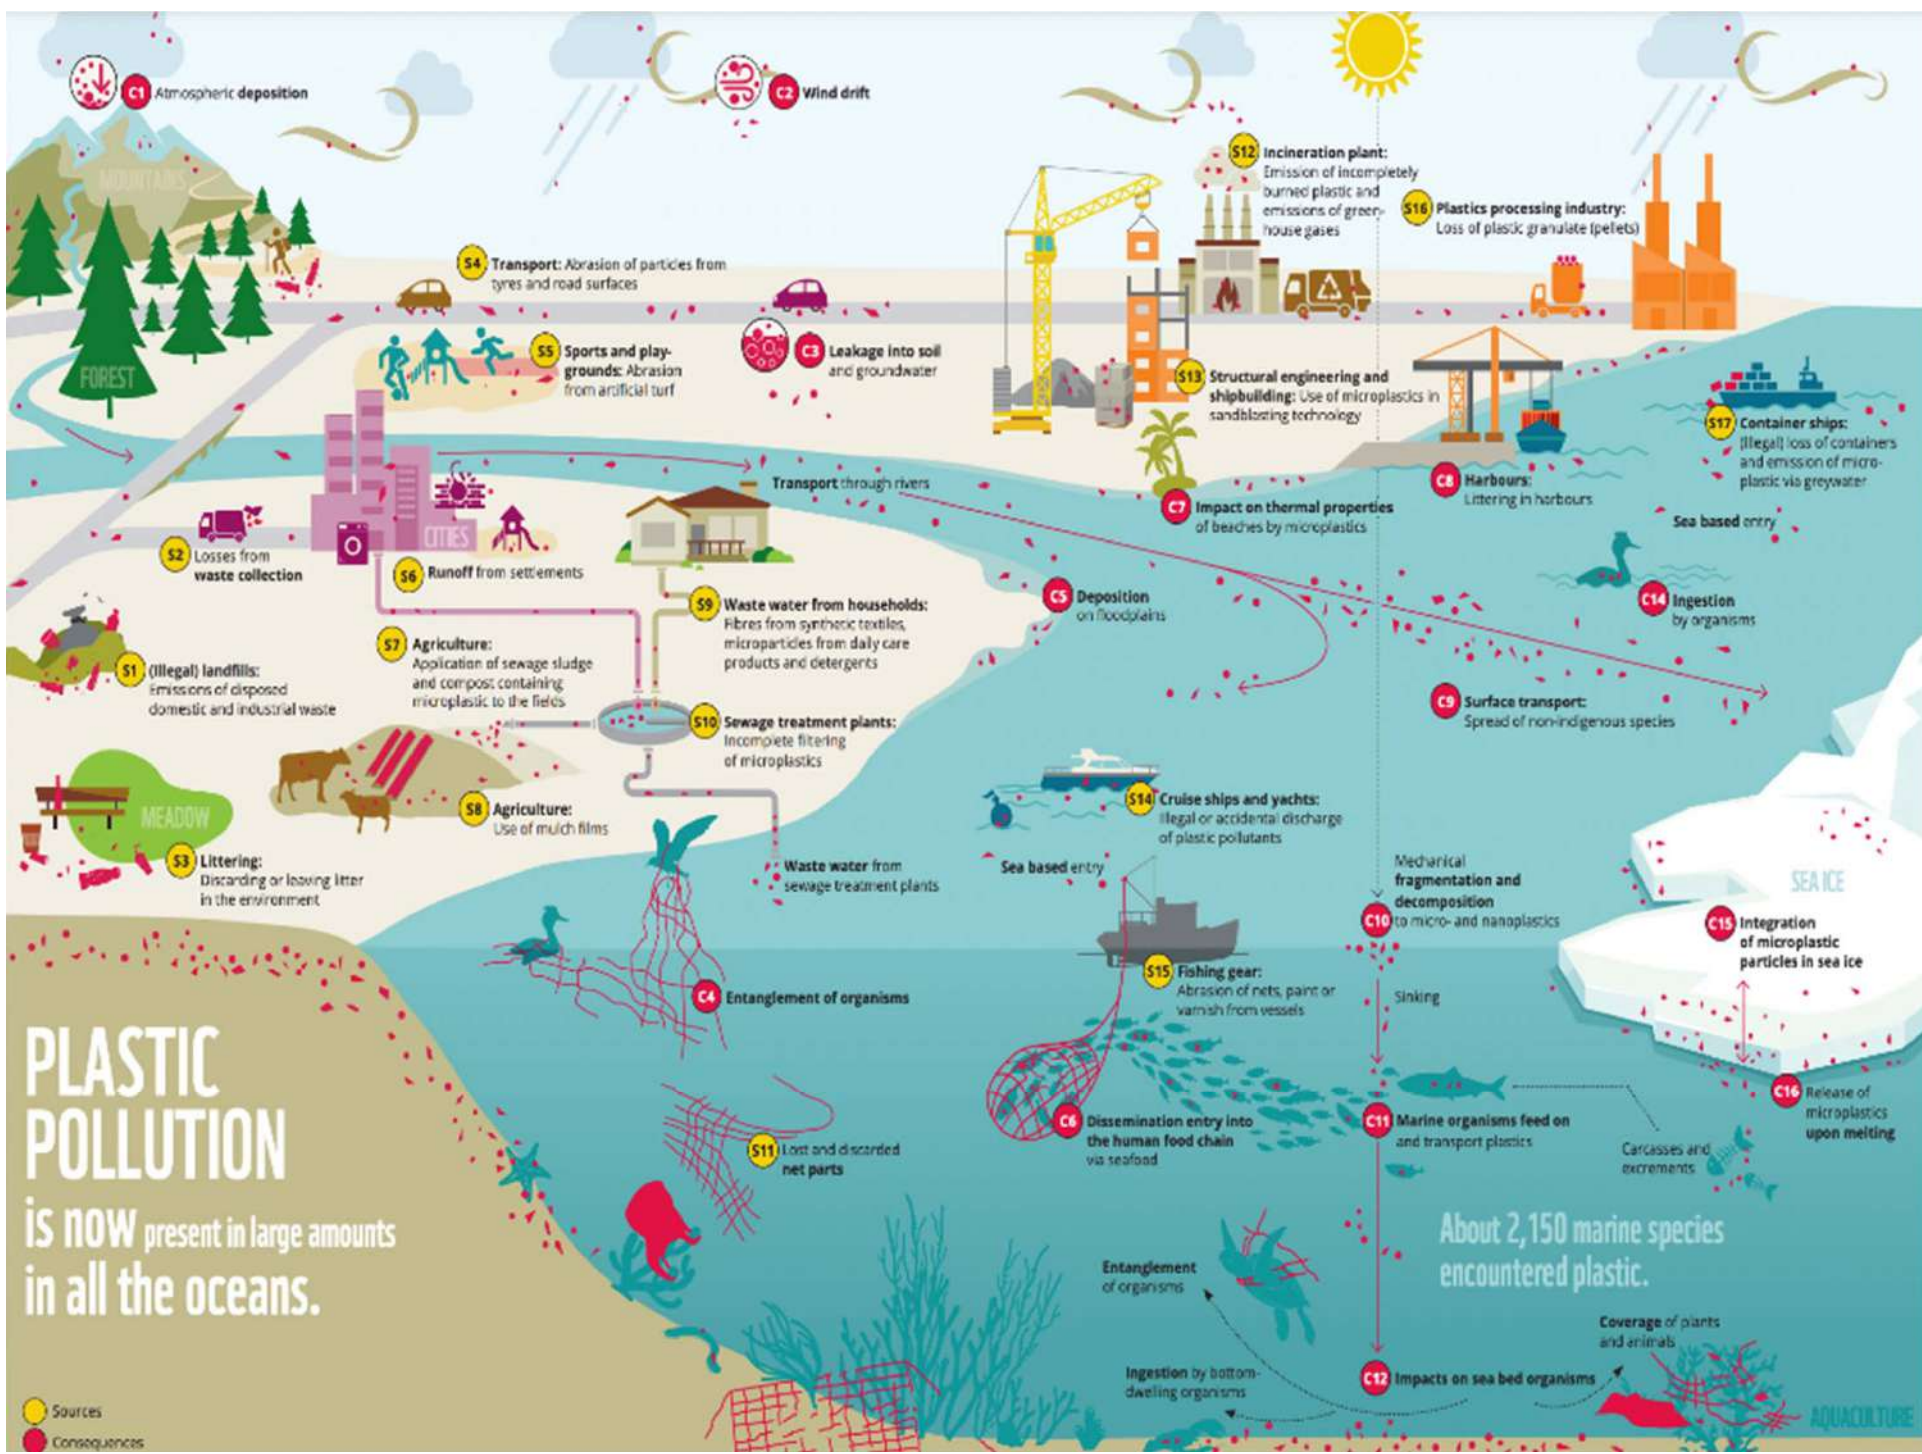 C1 Atmospheric deposition
C2 Wind drift
MOUNTAINS
S12 Incineration plant:
Emission of incompletely
burned plastic and
emissions of green-
house gases
S16 Plastics processing industry:
Loss of plastic granulate (pellets)
S4 Transport: Abrasion of particles from
tyres and road surfaces
FOREST
S5 Sports and play-
grounds: Abrasion
from artificial turf
C3 Leakage into soil
and groundwater
S13 Structural engineering and
shipbuilding: Use of microplastics in
sandblasting technology
S17 Container ships:
(Illegal) loss of containers
and emission of micro-
plastic via greywater
Transport through rivers
C7 Impact on thermal properties
of beaches by microplastics
C8 Harbours:
Littering in harbours
Sea based entry
CITIES
S2 Losses from
waste collection
S6 Runoff from settlements
S9 Waste water from households:
Fibres from synthetic textiles,
microparticles from daily care
products and detergents
C5 Deposition
on floodplains
C14 Ingestion
by organisms
S1 (Illegal) landfills:
Emissions of disposed
domestic and industrial waste
S7 Agriculture:
Application of sewage sludge
and compost containing
microplastic to the fields
S10 Sewage treatment plants:
Incomplete filtering
of microplastics
C9 Surface transport:
Spread of non-indigenous species
MEADOW
S8 Agriculture:
Use of mulch films
S14 Cruise ships and yachts:
Illegal or accidental discharge
of plastic pollutants
S3 Littering:
Discarding or leaving litter
in the environment
Waste water from
sewage treatment plants
Sea based entry
Mechanical
fragmentation and
decomposition
C10 to micro- and nanoplastics
SEA ICE
C15 Integration
of microplastic
particles in sea ice
C4 Entanglement of organisms
S15 Fishing gear:
Abrasion of nets, paint or
varnish from vessels
Sinking
PLASTIC
POLLUTION
is now present in large amounts
in all the oceans.
S11 Lost and discarded
net parts
C6 Dissemination entry into
the human food chain
via seafood
C11 Marine organisms feed on
and transport plastics
C16 Release of
microplastics
upon melting
Carcasses and
excrements
About 2,150 marine species
encountered plastic.
Entanglement
of organisms
Coverage of plants
and animals
Ingestion by bottom-
dwelling organisms
C12 Impacts on sea bed organisms
AQUACULTURE
Sources
Consequences